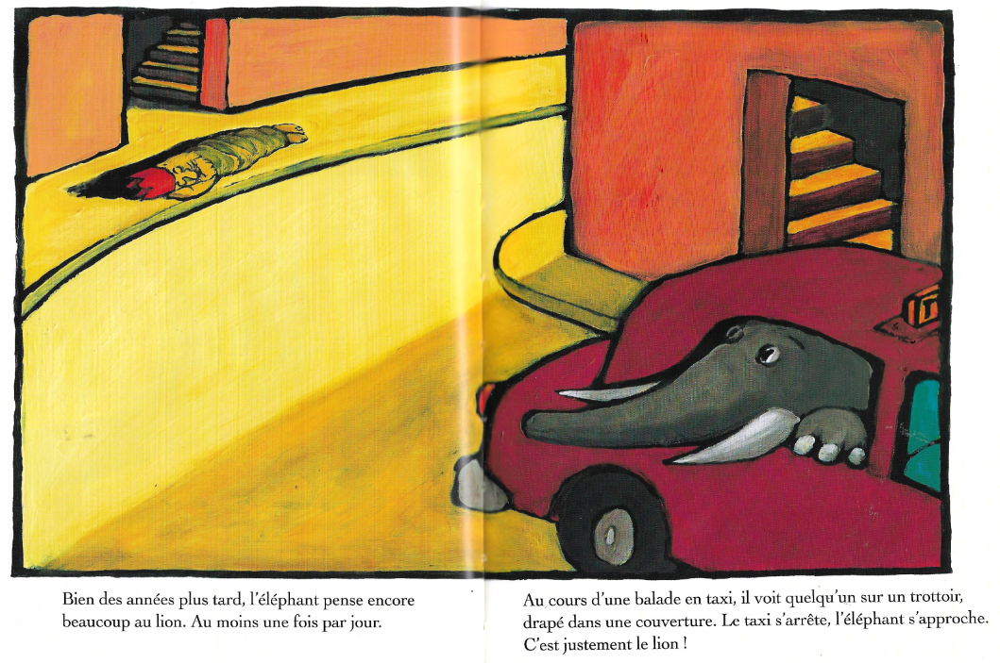 Bien des années plus tard, l'éléphant pense encore
beaucoup au lion. Au moins une fois par jour.
Au cours d'une balade en taxi, il voit quelqu'un sur un trottoir,
drapé dans une couverture. Le taxi s'arrête, l'éléphant s'approche.
C'est justement le lion !